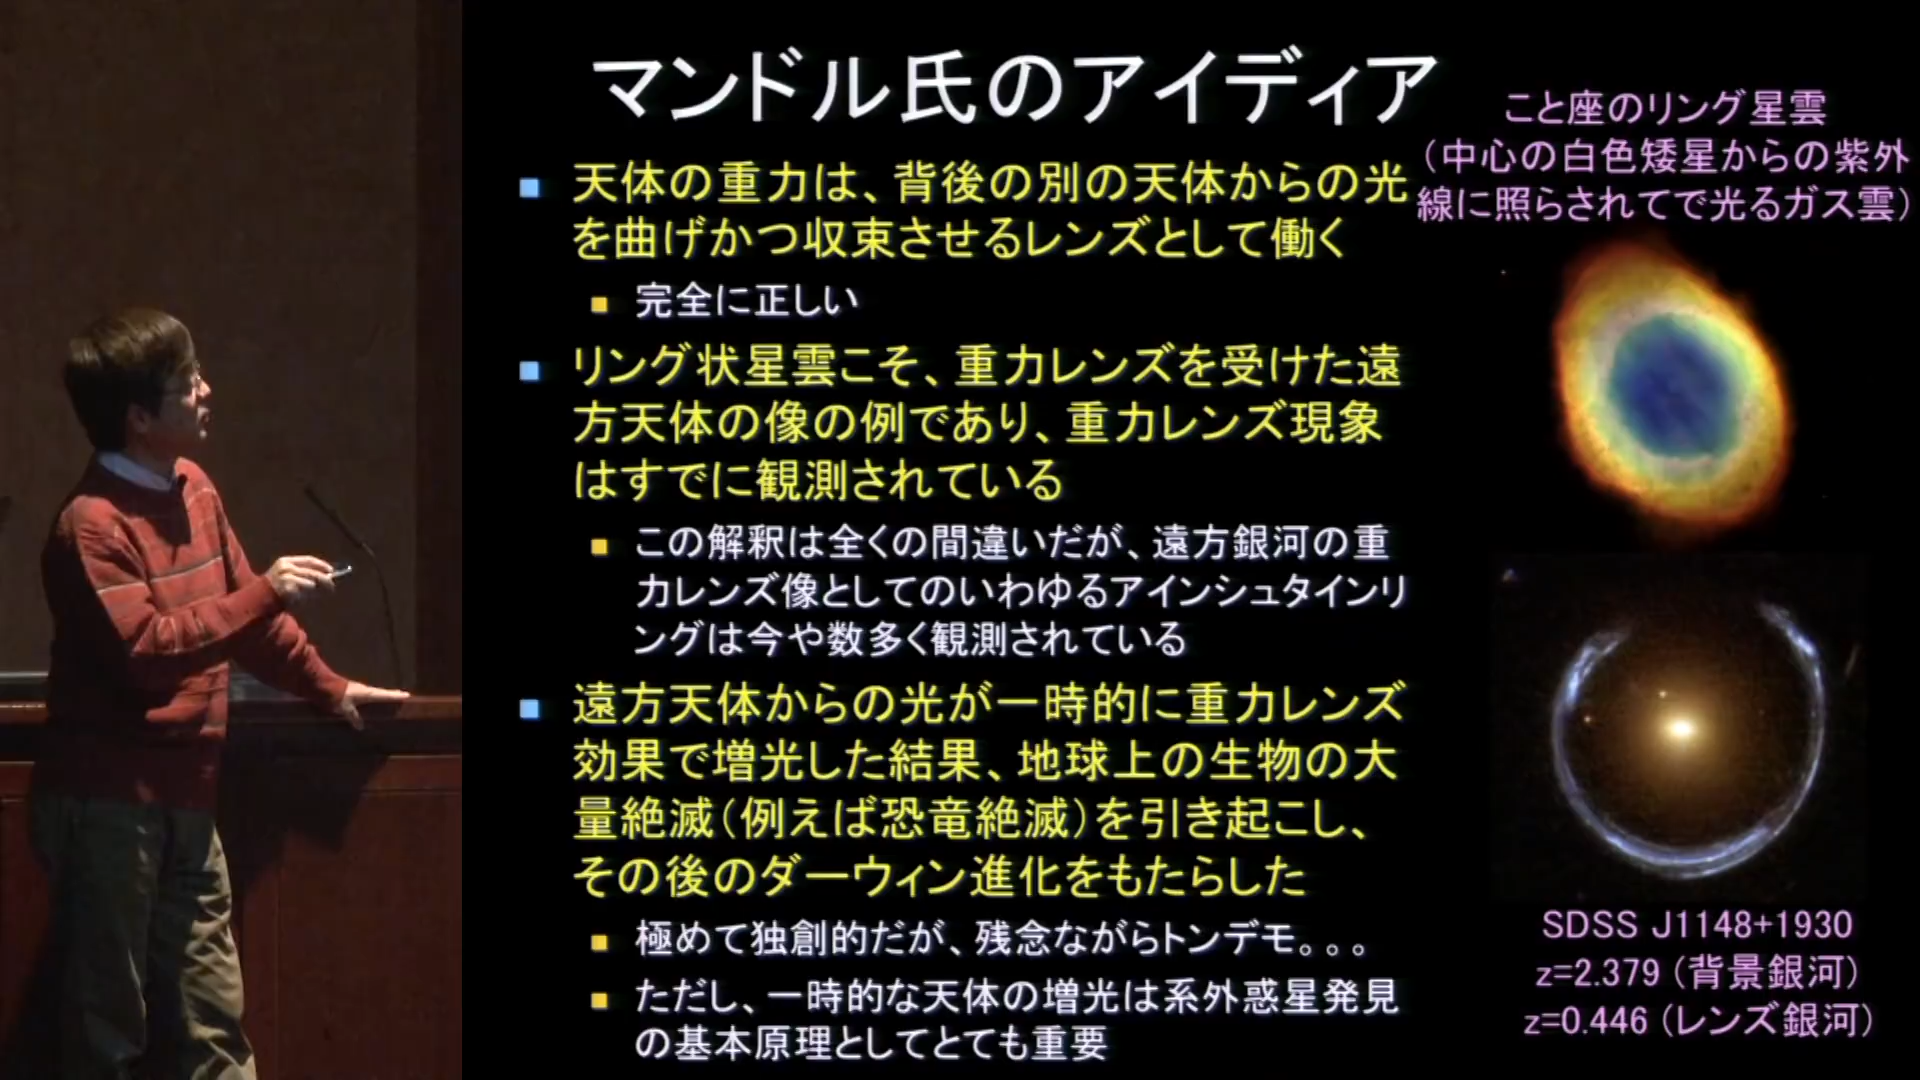 マンドル氏のアイディア
天体の重力は、背後の別の天体からの光
を曲げかつ収束させるレンズとして働く
完全に正しい
リング状星雲こそ、重力レンズを受けた遠
方天体の像の例であり、重力レンズ現象
はすでに観測されている
この解釈は全くの間違いだが、遠方銀河の重
力レンズ像としてのいわゆるアインシュタインリ
ングは今や数多く観測されている
遠方天体からの光が一時的に重力レンズ
効果で増光した結果、地球上の生物の大
量絶滅(例えば恐竜絶滅)を引き起こし、
その後のダーウィン進化をもたらした
極めて独創的だが、残念ながらトンデモ。。。
ただし、一時的な天体の増光は系外惑星発見
の基本原理としてとても重要
こと座のリング星雲
(中心の白色矮星からの紫外
線に照らされてで光るガス雲)
SDSS J1148+1930
z=2.379 (背景銀河)
z=0.446 (レンズ銀河)